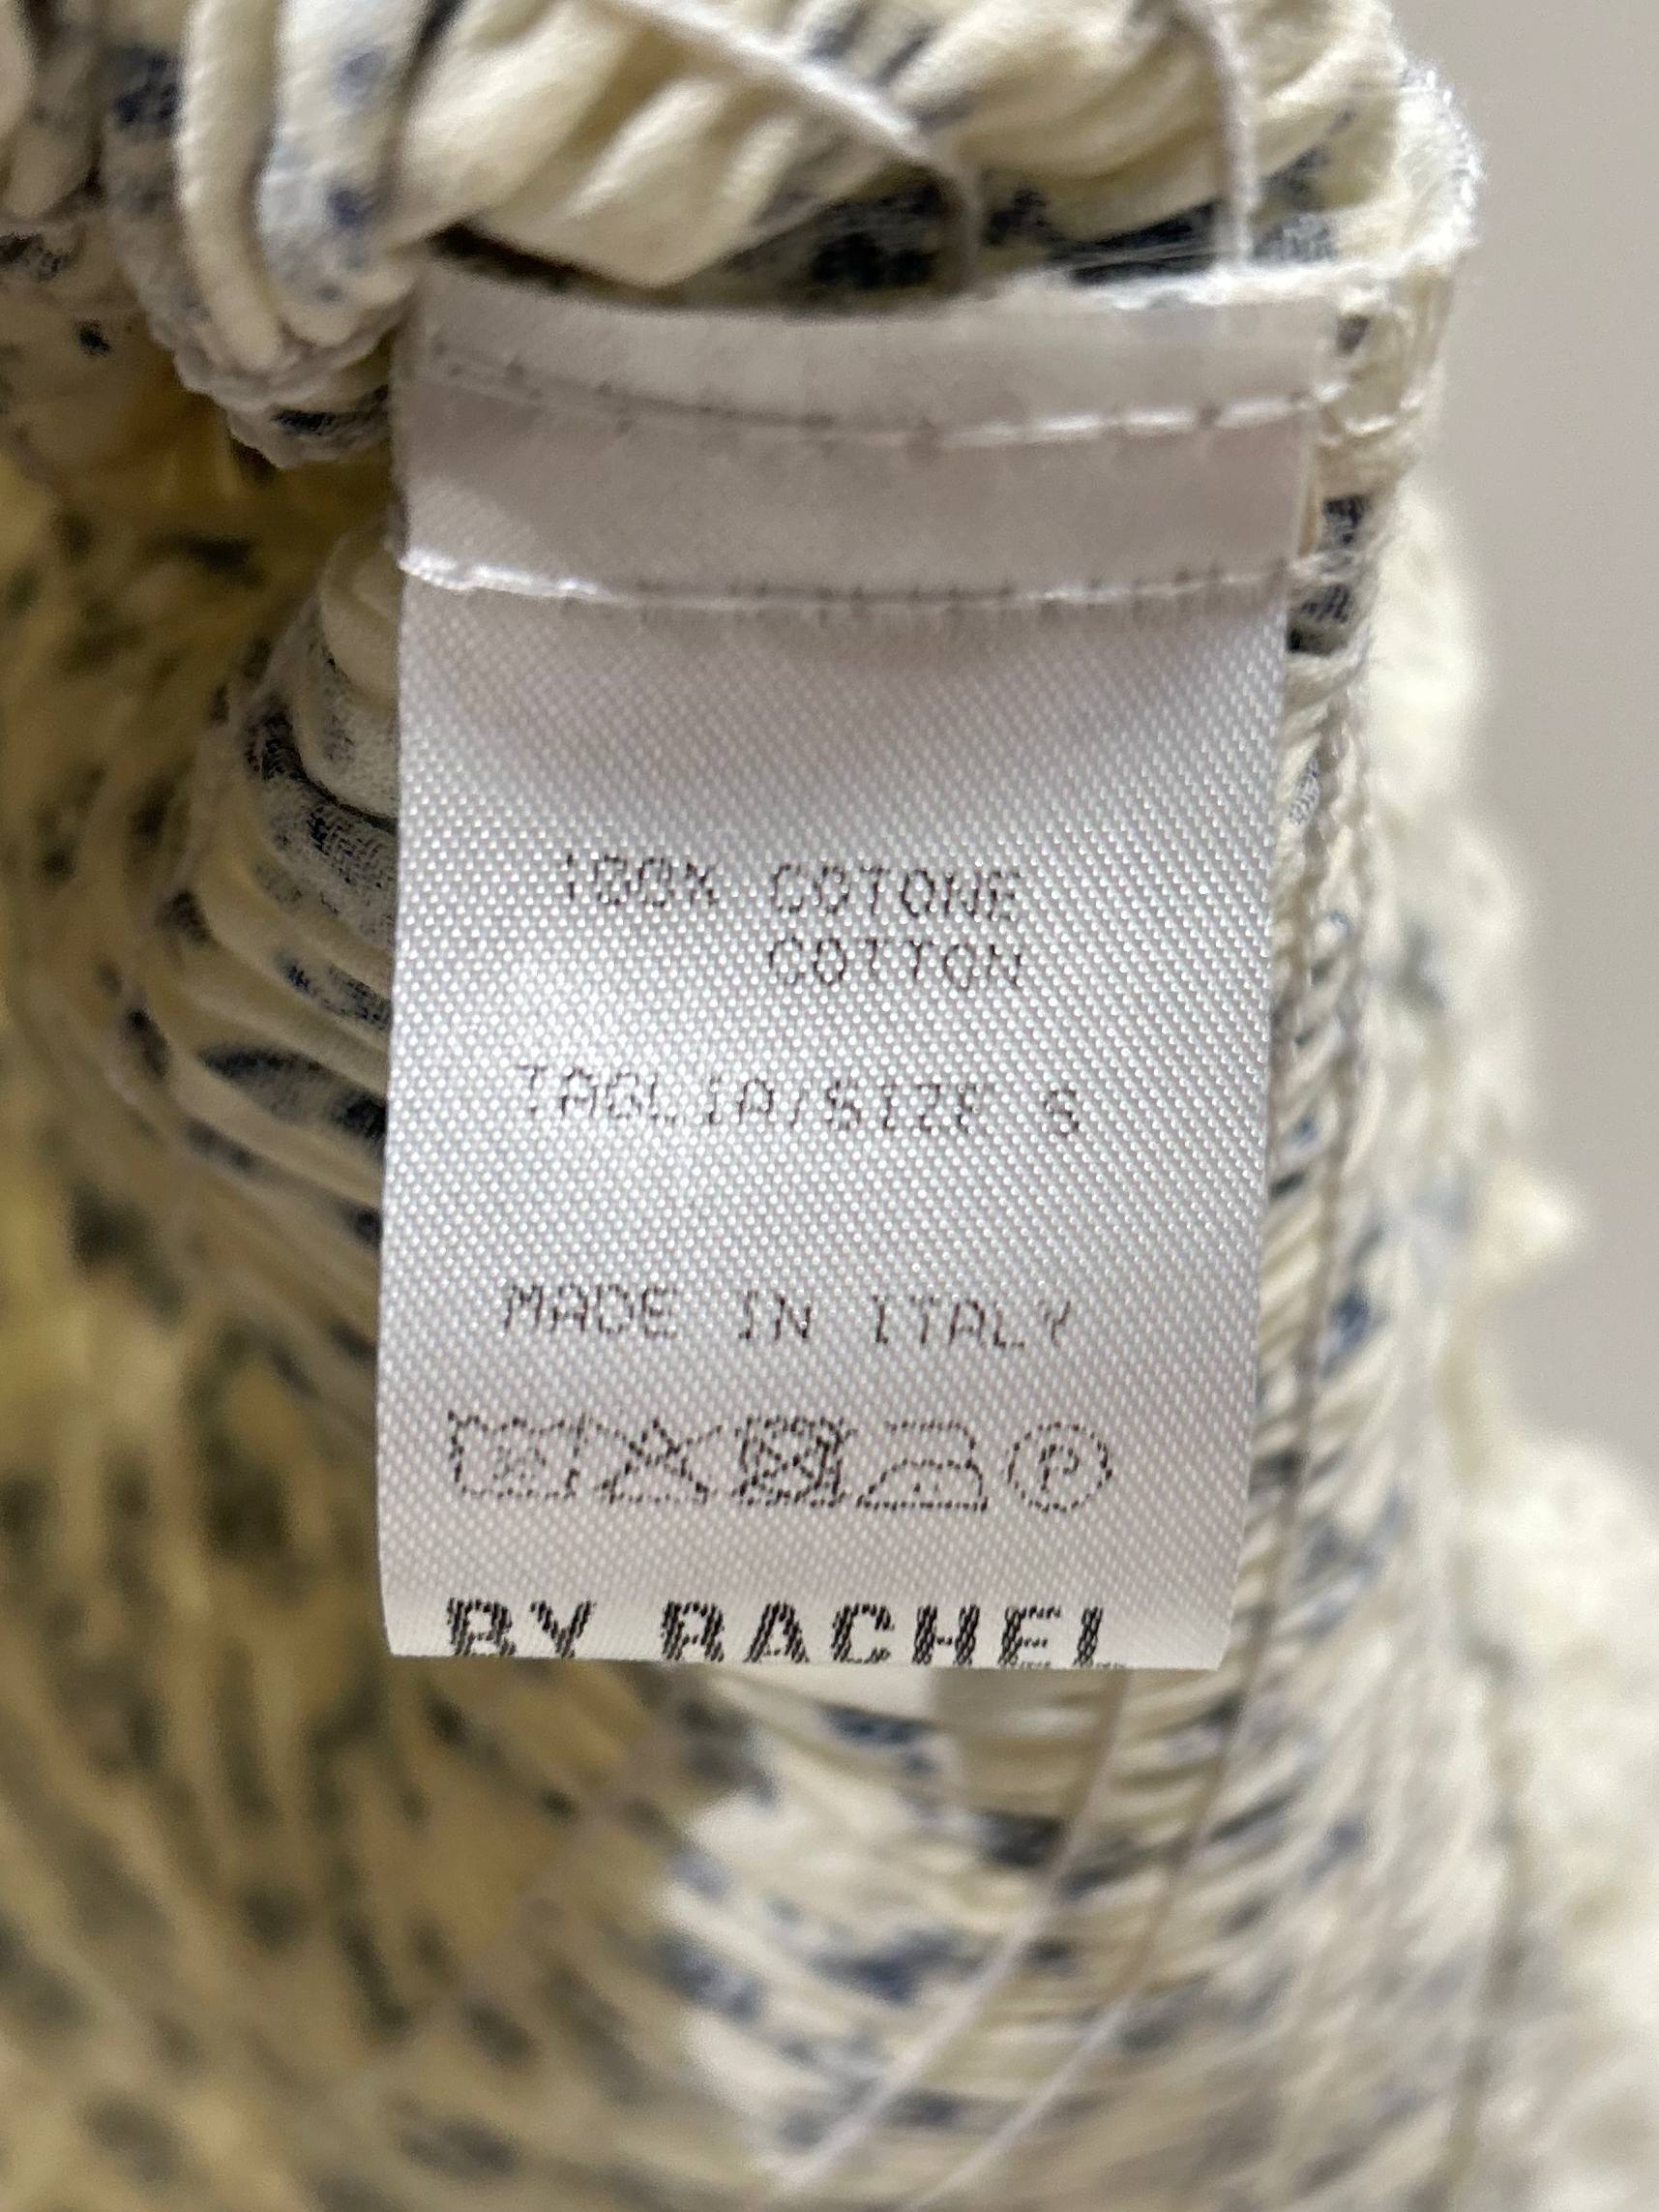 100% COTONE
COTTON
TAGLIA/SIZE S
MADE IN ITALY
P
BY RACHEL